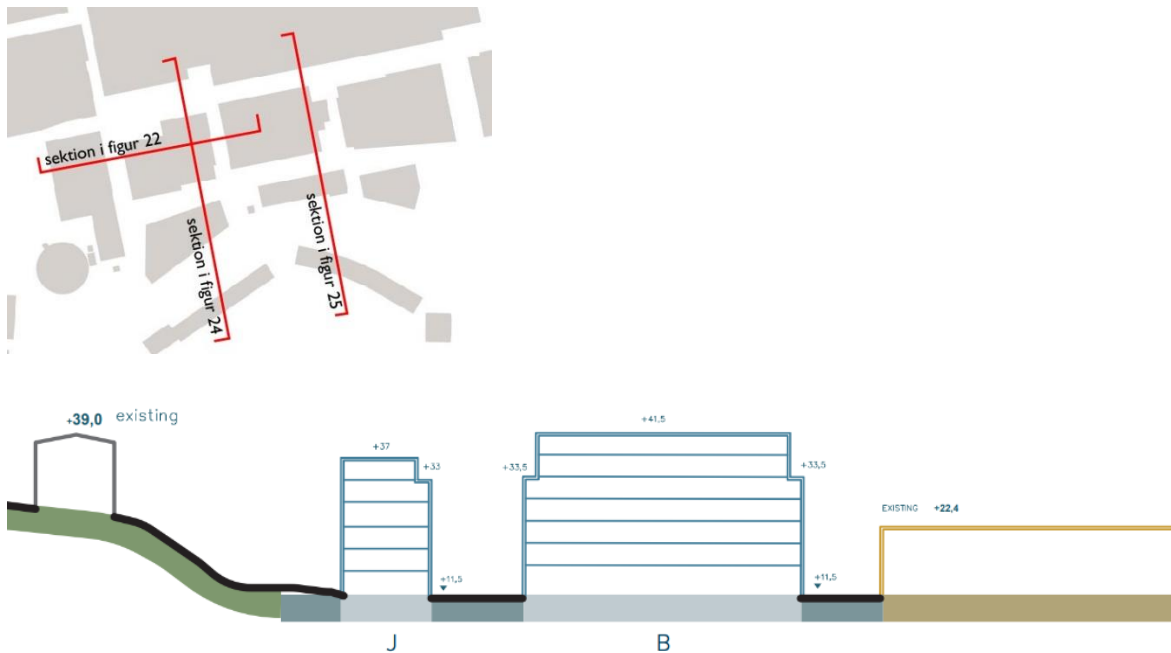 sektion i figur 22
sektion i figur 24
sektion i figur 25
+39,0 existing
+37
+33
+33,5
+41,5
+33,5
EXISTING +22,4
+11,5
+11,5
J
B